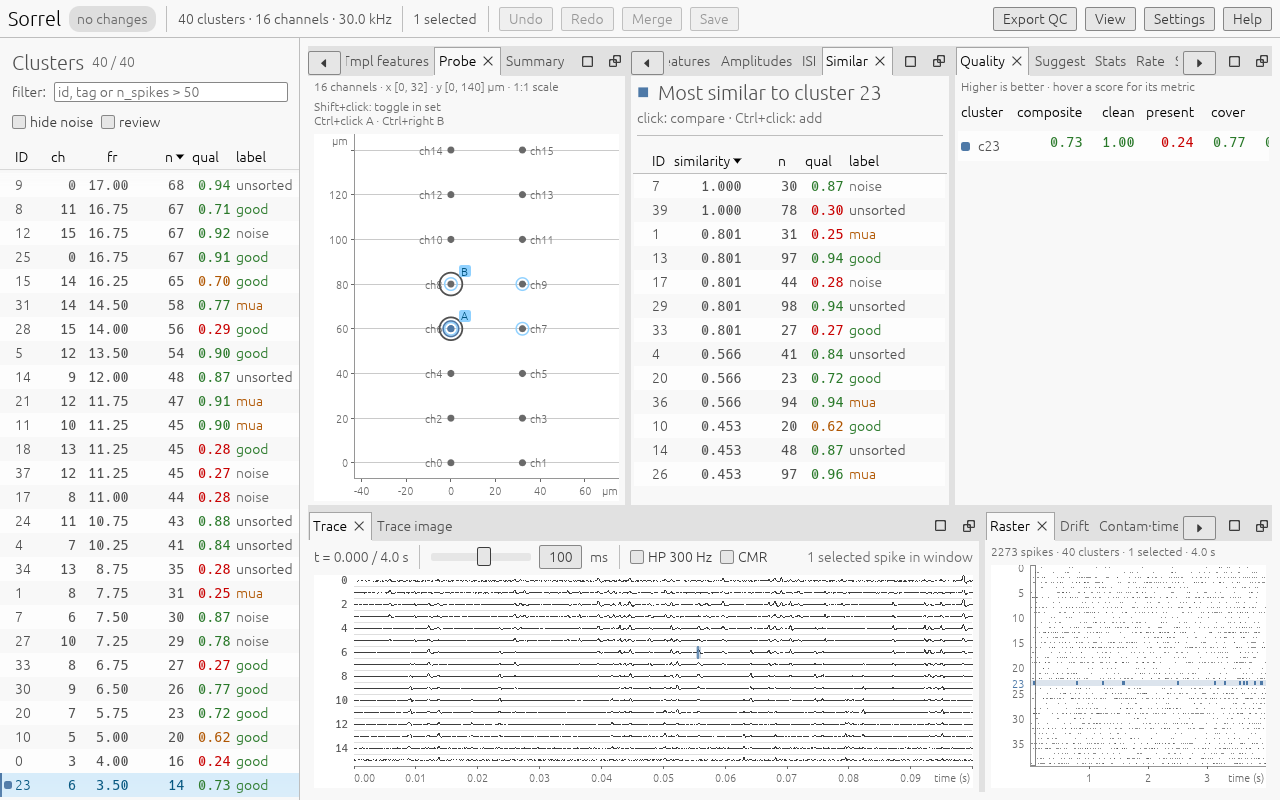 Sorrel no changes 40 clusters · 16 channels · 30.0 kHz 1 selected Undo Redo Merge Save Export QC View Settings Help
Clusters 40 / 40
filter: id, tag or n_spikes > 50
hide noise review
ID ch fr n qual label
9 0 17.00 68 0.94 unsorted
8 11 16.75 67 0.71 good
12 15 16.75 67 0.92 noise
25 0 16.75 67 0.91 good
15 14 16.25 65 0.70 good
31 14 14.50 58 0.77 mua
28 15 14.00 56 0.29 good
5 12 13.50 54 0.90 good
14 9 12.00 48 0.87 unsorted
21 12 11.75 47 0.91 mua
11 10 11.25 45 0.90 mua
18 13 11.25 45 0.28 good
37 12 11.25 45 0.27 noise
17 8 11.00 44 0.28 noise
24 11 10.75 43 0.88 unsorted
4 7 10.25 41 0.84 unsorted
34 13 8.75 35 0.28 unsorted
1 8 7.75 31 0.25 mua
7 6 7.50 30 0.87 noise
27 10 7.25 29 0.78 noise
33 8 6.75 27 0.27 good
30 9 6.50 26 0.77 good
20 7 5.75 23 0.72 good
10 5 5.00 20 0.62 good
0 3 4.00 16 0.24 good
23 6 3.50 14 0.73 good
Tmpl features Probe Summary
16 channels · x [0, 32] · y [0, 140] µm · 1:1 scale
Shift+click: toggle in set
Ctrl+click A · Ctrl+right B
µm
ch14 ch15
120 ch12 ch13
100 ch10 ch11
B
80 ch8 ch9
A
60 ch6 ch7
40 ch4 ch5
20 ch2 ch3
0 ch0 ch1
-40 -20 0 20 40 60 µm
eatures Amplitudes ISI Similar
Most similar to cluster 23
click: compare · Ctrl+click: add
ID similarity n qual label
7 1.000 30 0.87 noise
39 1.000 78 0.30 unsorted
1 0.801 31 0.25 mua
13 0.801 97 0.94 good
17 0.801 44 0.28 noise
29 0.801 98 0.94 unsorted
33 0.801 27 0.27 good
4 0.566 41 0.84 unsorted
20 0.566 23 0.72 good
36 0.566 94 0.94 mua
10 0.453 20 0.62 good
14 0.453 48 0.87 unsorted
26 0.453 97 0.96 mua
Quality Suggest Stats Rate
Higher is better · hover a score for its metric
cluster composite clean present cover
c23 0.73 1.00 0.24 0.77
Trace Trace image
t = 0.000 / 4.0 s 100 ms HP 300 Hz CMR 1 selected spike in window
0
2
4
6
8
10
12
14
0.00 0.01 0.02 0.03 0.04 0.05 0.06 0.07 0.08 0.09 time (s)
Raster Drift Contam-time
2273 spikes · 40 clusters · 1 selected · 4.0 s
0
5
10
15
20
23
25
30
35
1 2 3 time (s)